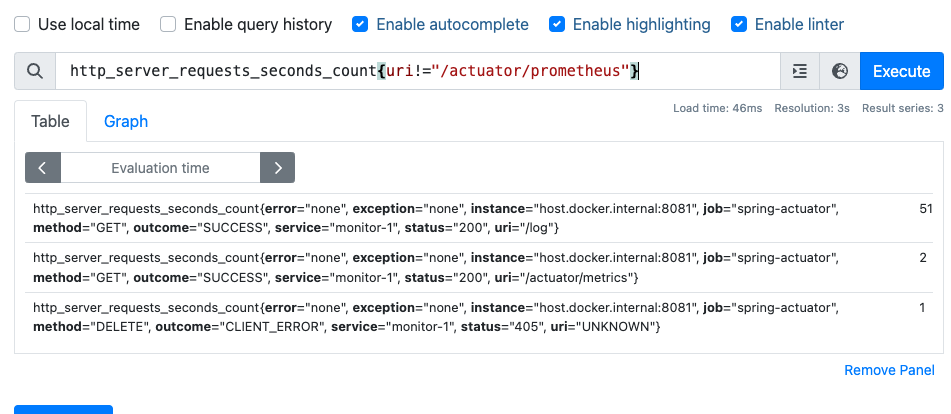 Use local time Enable query history Enable autocomplete Enable highlighting Enable linter
http_server_requests_seconds_count{uri!="/actuator/prometheus"} Execute
Load time: 46ms Resolution: 3s Result series: 3
Table Graph
Evaluation time
http_server_requests_seconds_count{error="none", exception="none", instance="host.docker.internal:8081", job="spring-actuator", 51
method="GET", outcome="SUCCESS", service="monitor-1", status="200", uri="/log"}
http_server_requests_seconds_count{error="none", exception="none", instance="host.docker.internal:8081", job="spring-actuator", 2
method="GET", outcome="SUCCESS", service="monitor-1", status="200", uri="/actuator/metrics"}
http_server_requests_seconds_count{error="none", exception="none", instance="host.docker.internal:8081", job="spring-actuator", 1
method="DELETE", outcome="CLIENT_ERROR", service="monitor-1", status="405", uri="UNKNOWN"}
Remove Panel